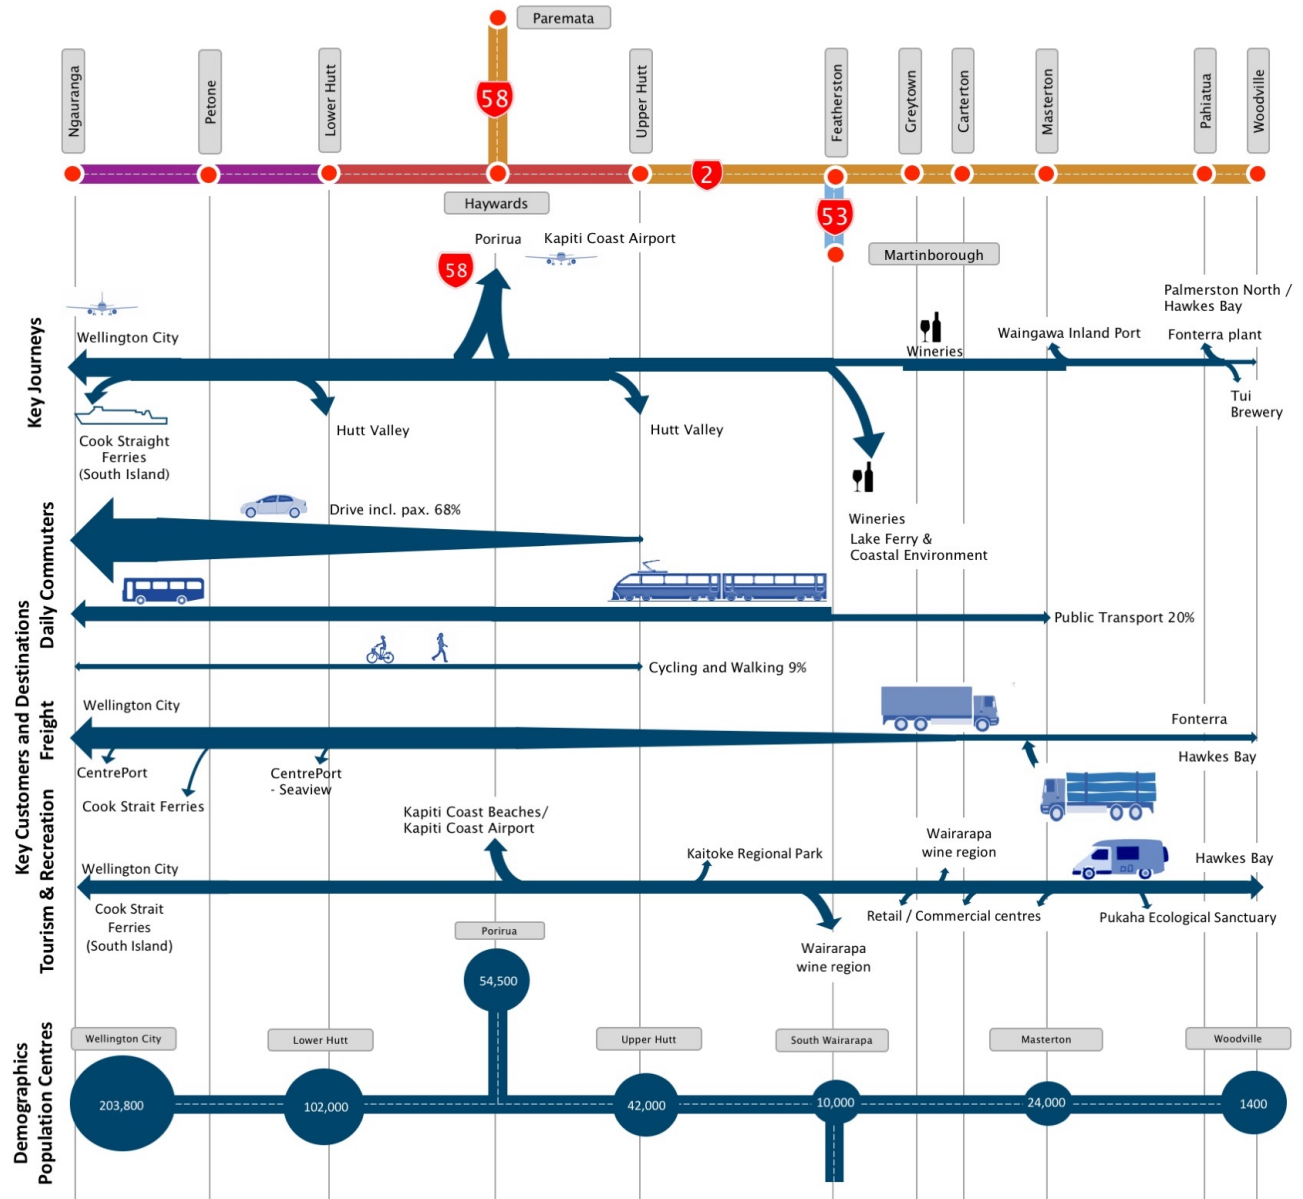 Paremata
Ngauranga
Petone
Lower Hutt
58
Upper Hutt
Featherston
Greytown
Carterton
Masterton
Pahiatua
Woodville
2
Haywards
53
Martinborough
Key Customers and Destinations
Key Journeys
Porirua
Kapiti Coast Airport
58
Wellington City
Cook Straight
Ferries
(South Island)
Hutt Valley
Hutt Valley
Wineries
Waingawa Inland Port
Palmerston North /
Hawkes Bay
Fonterra plant
Tui
Brewery
Wineries
Lake Ferry &
Coastal Environment
Daily Commuters
Drive incl. pax. 68%
Public Transport 20%
Cycling and Walking 9%
Freight
Wellington City
Fonterra
Hawkes Bay
CentrePort
Cook Strait Ferries
CentrePort
- Seaview
Tourism & Recreation
Kapiti Coast Beaches/
Kapiti Coast Airport
Wellington City
Cook Strait
Ferries
(South Island)
Kaitoke Regional Park
Wairarapa
wine region
Hawkes Bay
Retail / Commercial centres
Pukaha Ecological Sanctuary
Wairarapa
wine region
Demographics
Population Centres
Porirua
54,500
Wellington City
Lower Hutt
Upper Hutt
South Wairarapa
Masterton
Woodville
203,800
102,000
42,000
10,000
24,000
1400